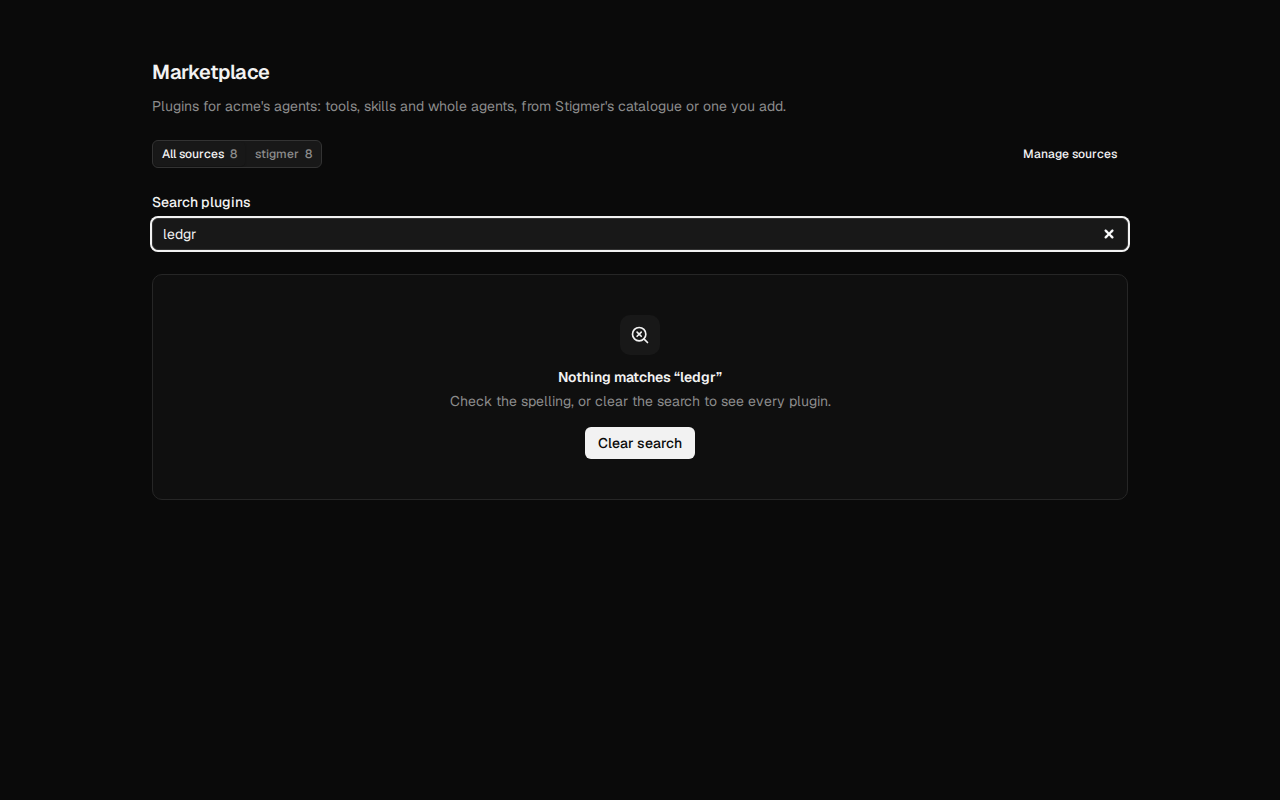 Marketplace
Plugins for acme's agents: tools, skills and whole agents, from Stigmer's catalogue or one you add.
All sources 8 stigmer 8
Manage sources
Search plugins
ledgr
Nothing matches “ledgr”
Check the spelling, or clear the search to see every plugin.
Clear search